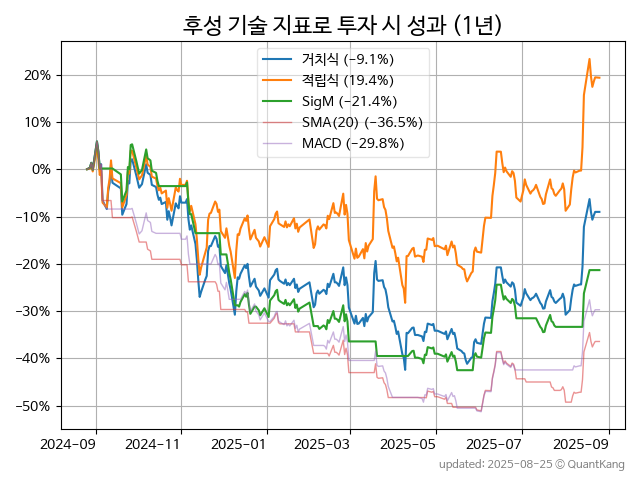 후성 기술 지표로 투자 시 성과 (1년)
거치식 (−9.1%)
적립식 (19.4%)
SigM (−21.4%)
SMA(20) (−36.5%)
MACD (−29.8%)
20%
10%
0%
−10%
−20%
−30%
−40%
−50%
2024−09 2024−11 2025−01 2025−03 2025−05 2025−07 2025−09
updated: 2025−08−25 ⓒ QuantKang